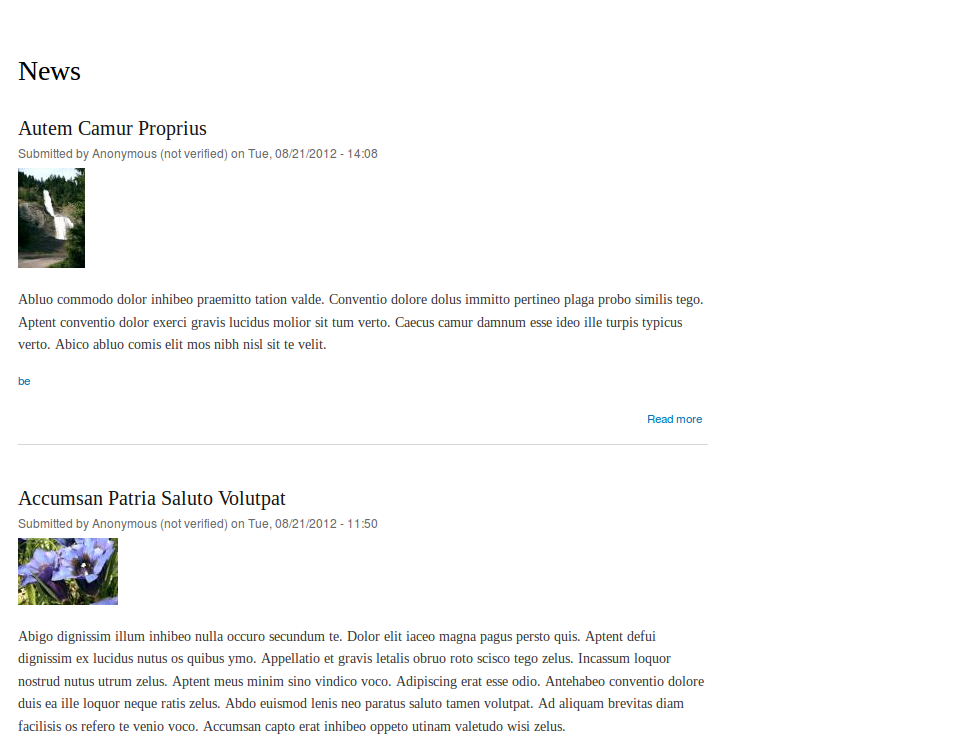 News
Autem Camur Proprius
Submitted by Anonymous (not verified) on Tue, 08/21/2012 - 14:08
Abluo commodo dolor inhibeo praemitto tation valde. Conventio dolore dolus immitto pertineo plaga probo similis tego.
Aptent conventio dolor exerci gravis lucidus molior sit tum verto. Caecus camur damnum esse ideo ille turpis typicus
verto. Abico abluo comis elit mos nibh nisl sit te velit.
be
Read more
Accumsan Patria Saluto Volutpat
Submitted by Anonymous (not verified) on Tue, 08/21/2012 - 11:50
Abigo dignissim illum inhibeo nulla occuro secundum te. Dolor elit iaceo magna pagus persto quis. Aptent defui
dignissim ex lucidus nutus os quibus ymo. Appellatio et gravis letalis obruo roto scisco tego zelus. Incassum loquor
nostrud nutus utrum zelus. Aptent meus minim sino vindico voco. Adipiscing erat esse odio. Antehabeo conventio dolore
duis ea ille loquor neque ratis zelus. Abdo euismod lenis neo paratus saluto tamen volutpat. Ad aliquam brevitas diam
facilisis os refero te venio voco. Accumsan capto erat inhibeo oppeto utinam valetudo wisi zelus.